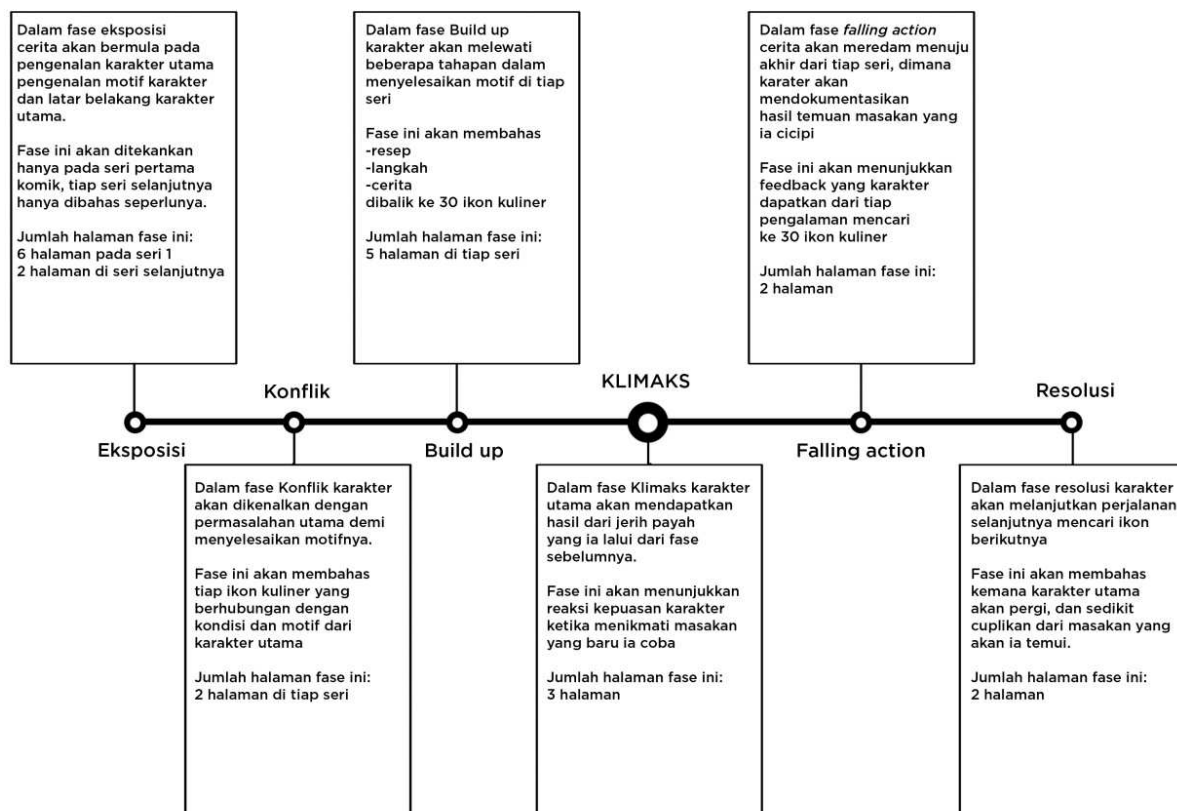 Dalam fase eksposisi
cerita akan bermula pada
pengenalan karakter utama
pengenalan motif karakter
dan latar belakang karakter
utama.
Fase ini akan ditekankan
hanya pada seri pertama
komik, tiap seri selanjutnya
hanya dibahas seperlunya.
Jumlah halaman fase ini:
6 halaman pada seri 1
2 halaman di seri selanjutnya
Dalam fase Build up
karakter akan melewati
beberapa tahapan dalam
menyelesaikan motif di tiap
seri
Fase ini akan membahas
-resep
-langkah
-cerita
dibalik ke 30 ikon kuliner
Jumlah halaman fase ini:
5 halaman di tiap seri
Dalam fase falling action
cerita akan meredam menuju
akhir dari tiap seri, dimana
karater akan
mendokumentasikan
hasil temuan masakan yang
ia cicipi
Fase ini akan menunjukkan
feedback yang karakter
dapatkan dari tiap
pengalaman mencari
ke 30 ikon kuliner
Jumlah halaman fase ini:
2 halaman
Eksposisi
Konflik
Build up
KLIMAKS
Falling action
Resolusi
Dalam fase Konflik karakter
akan dikenalkan dengan
permasalahan utama demi
menyelesaikan motifnya.
Fase ini akan membahas
tiap ikon kuliner yang
berhubungan dengan
kondisi dan motif dari
karakter utama
Jumlah halaman fase ini:
2 halaman di tiap seri
Dalam fase Klimaks karakter
utama akan mendapatkan
hasil dari jerih payah
yang ia lalui dari fase
sebelumnya.
Fase ini akan menunjukkan
reaksi kepuasan karakter
ketika menikmati masakan
yang baru ia coba
Jumlah halaman fase ini:
3 halaman
Dalam fase resolusi karakter
akan melanjutkan perjalanan
selanjutnya mencari ikon
berikutnya
Fase ini akan membahas
kemana karakter utama
akan pergi, dan sedikit
cuplikan dari masakan yang
akan ia temui.
Jumlah halaman fase ini:
2 halaman